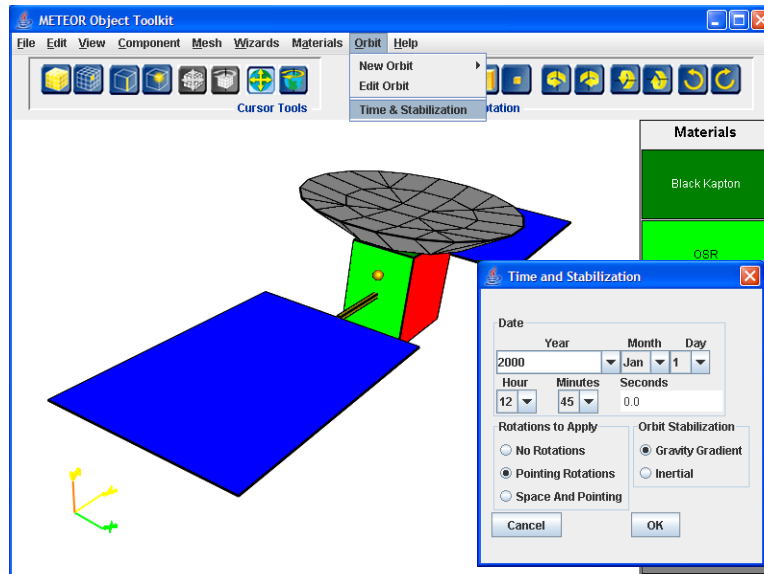 METEOR Object Toolkit
File Edit View Component Mesh Wizards Materials Orbit Help
New Orbit
Edit Orbit
Time & Stabilization
Cursor Tools
Materials
Black Kapton
OSR
Time and Stabilization
Date
Year Month Day
2000 Jan 1
Hour Minutes Seconds
12 45 0.0
Rotations to Apply Orbit Stabilization
No Rotations Gravity Gradient
Pointing Rotations Inertial
Space And Pointing
Cancel OK